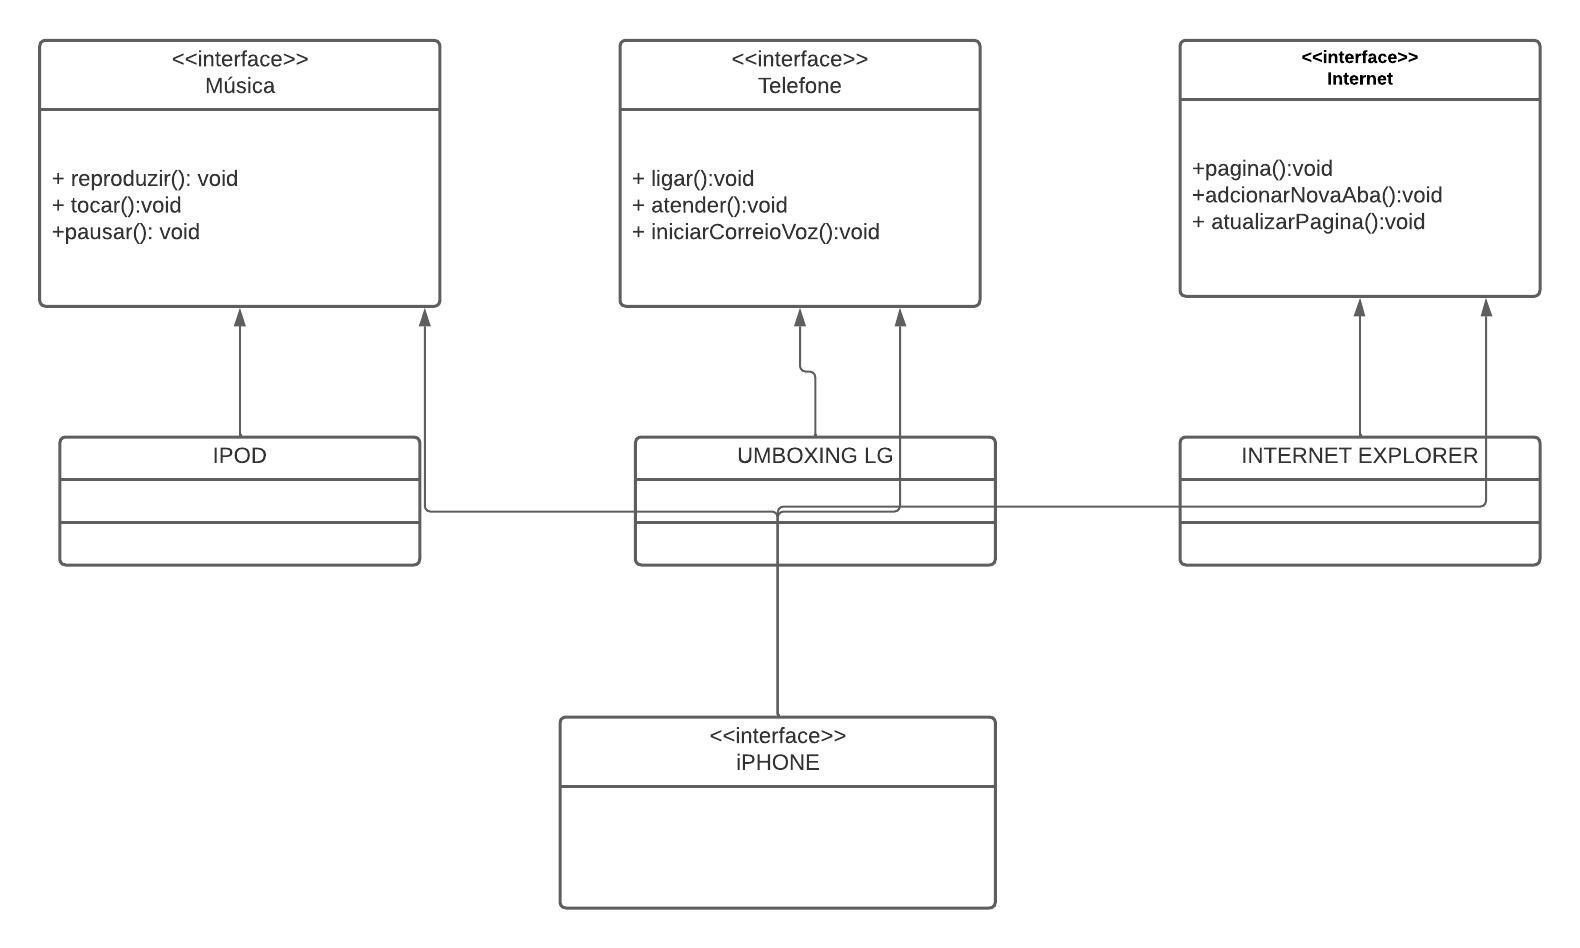 <<interface>>
Música
+ reproduzir(): void
+ tocar():void
+pausar(): void
<<interface>>
Telefone
+ ligar():void
+ atender():void
+ iniciarCorreioVoz():void
<<interface>>
Internet
+pagina():void
+adcionarNovaAba():void
+ atualizarPagina():void
IPOD
UMBOXING LG
INTERNET EXPLORER
<<interface>>
iPHONE